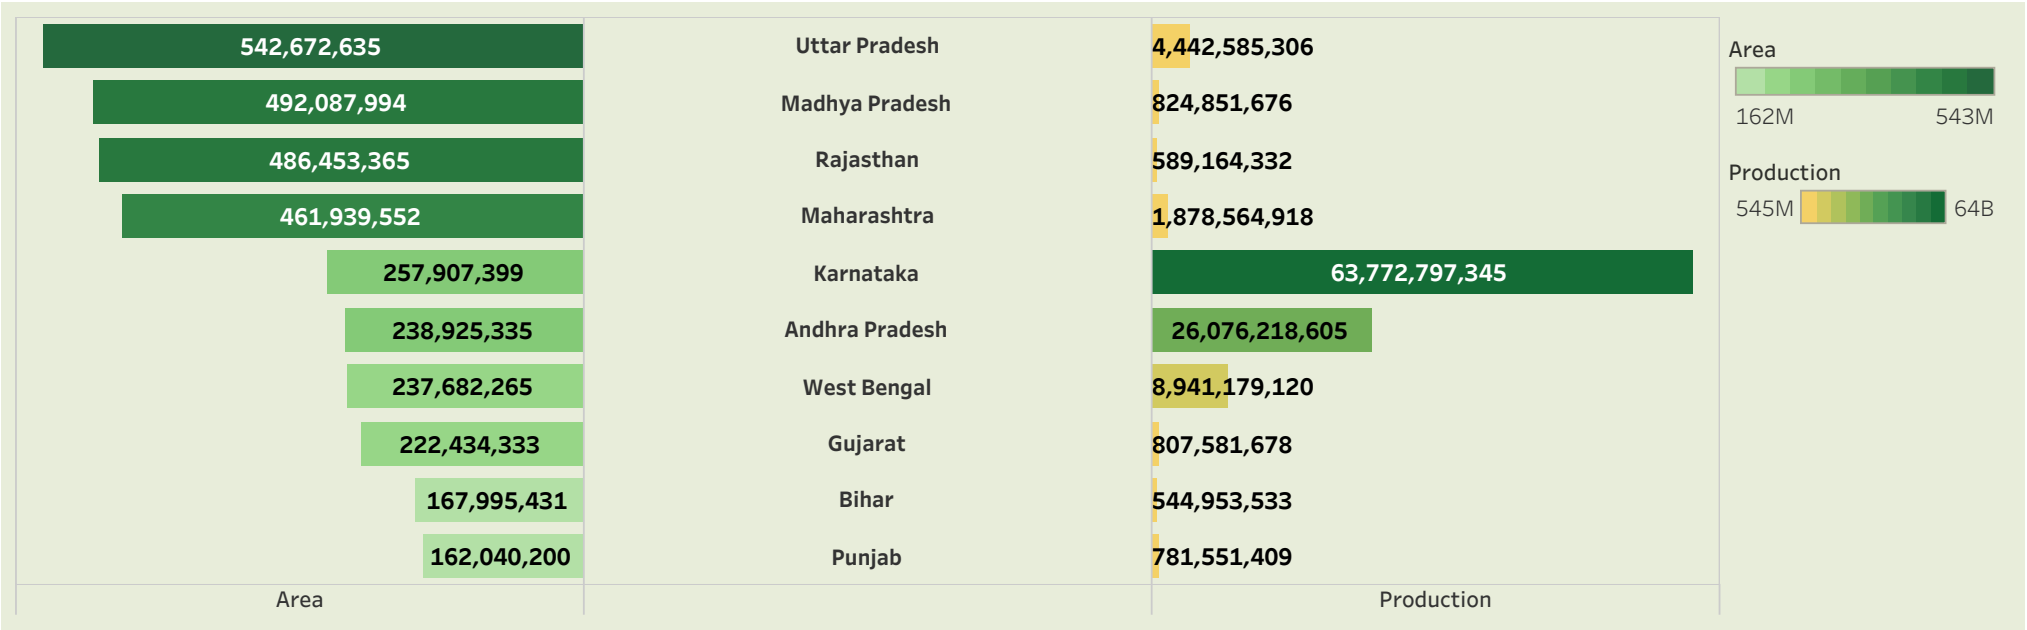 542,672,635 Uttar Pradesh 4,442,585,306
492,087,994 Madhya Pradesh 824,851,676
486,453,365 Rajasthan 589,164,332
461,939,552 Maharashtra 1,878,564,918
257,907,399 Karnataka 63,772,797,345
238,925,335 Andhra Pradesh 26,076,218,605
237,682,265 West Bengal 8,941,179,120
222,434,333 Gujarat 807,581,678
167,995,431 Bihar 544,953,533
162,040,200 Punjab 781,551,409
Area Production
Area
162M 543M
Production
545M 64B